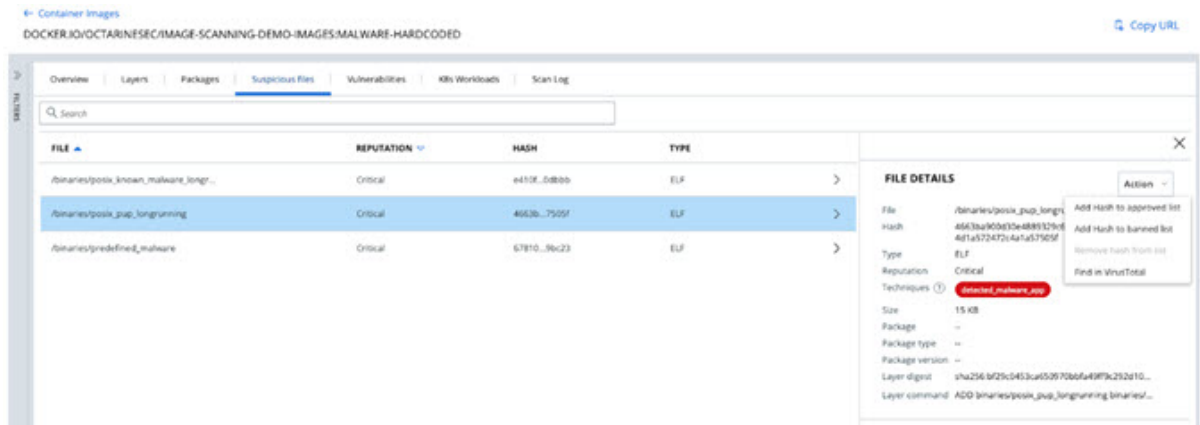 ← Container Images
DOCKER.IO/OCTARINESEC/IMAGE-SCANNING-DEMO-IMAGES:MALWARE-HARDCODED
Copy URL
FILTERS
Overview Layers Packages Suspicious files Vulnerabilities K8s Workloads Scan Log
Search
FILE REPUTATION HASH TYPE
/binaries/posix_known_malware_longr... Critical e410f...0dbbb ELF
/binaries/posix_pup_longrunning Critical 4663b...7505f ELF
/binaries/predefined_malware Critical 67810...9bc23 ELF
FILE DETAILS
Action
Add Hash to approved list
Add Hash to banned list
Remove hash from list
Find in VirusTotal
File /binaries/posix_pup_longru
Hash
4d1a572472c4a1a57505f
Type ELF
Reputation Critical
Techniques detected_malware_app
Size 15 KB
Package --
Package type --
Package version --
Layer digest
Layer command ADD binaries/posix_pup_longrunning binaries/...